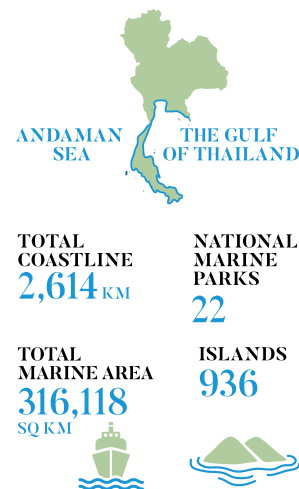 ANDAMAN
SEA
THE GULF
OF THAILAND
TOTAL
COASTLINE
2,614 KM
NATIONAL
MARINE
PARKS
22
TOTAL
MARINE AREA
316,118
SQ KM
ISLANDS
936